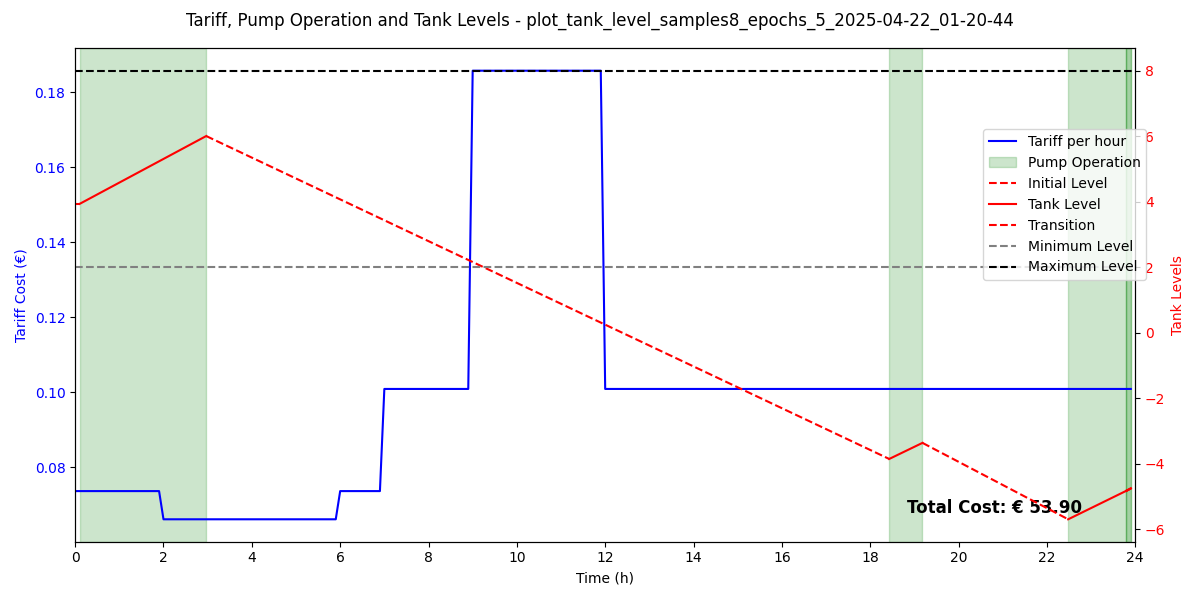 Tariff, Pump Operation and Tank Levels - plot_tank_level_samples8_epochs_5_2025-04-22_01-20-44
0.18
0.16
0.14
0.12
0.10
0.08
Tariff Cost (€)
8
6
4
2
0
−2
−4
−6
Tank Levels
Tariff per hour
Pump Operation
Initial Level
Tank Level
Transition
Minimum Level
Maximum Level
Total Cost: € 53.90
0 2 4 6 8 10 12 14 16 18 20 22 24
Time (h)